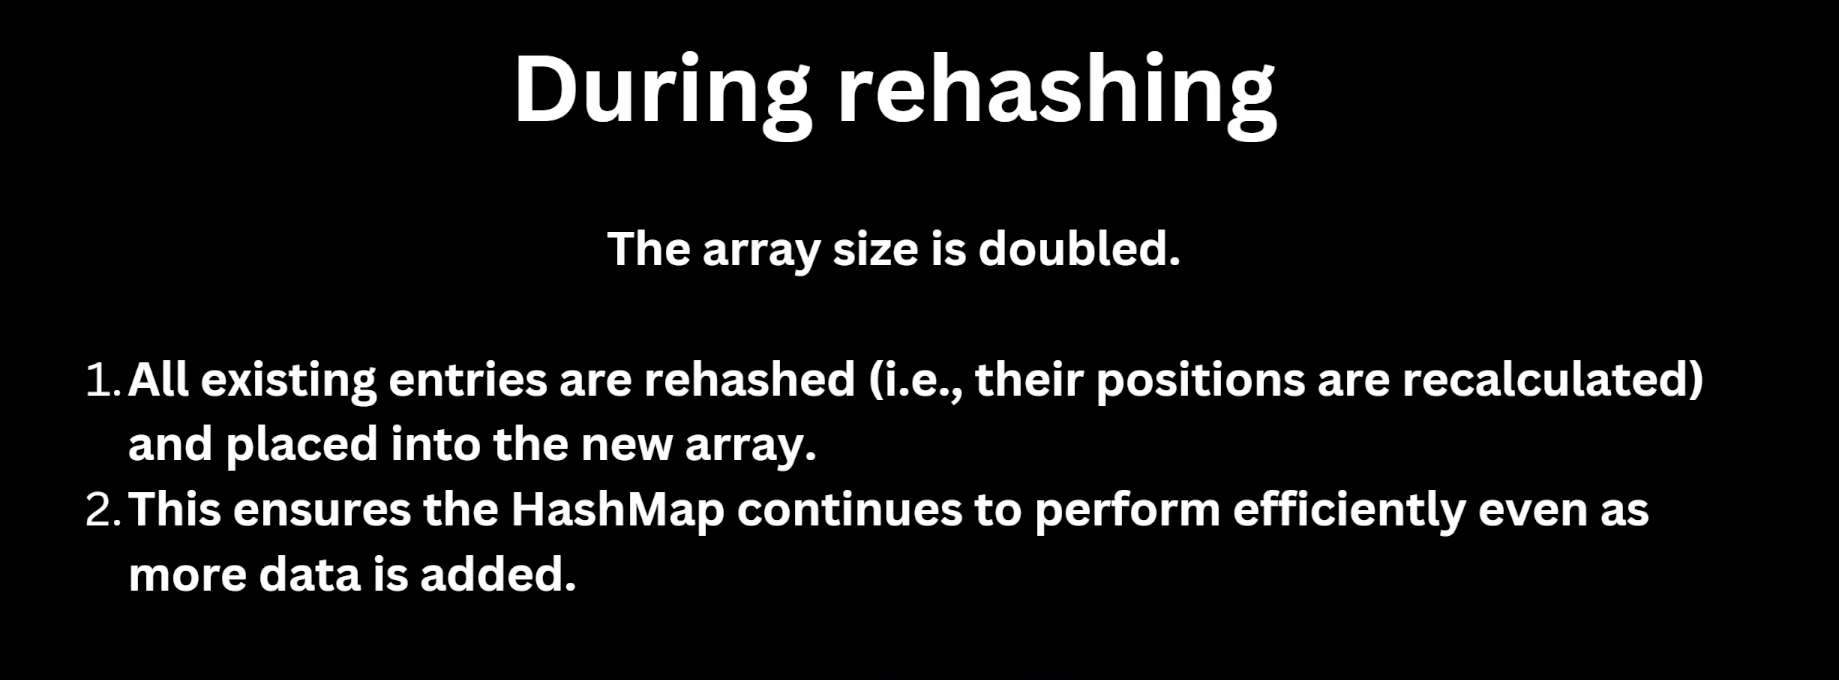 During rehashing
The array size is doubled.
1. All existing entries are rehashed (i.e., their positions are recalculated)
and placed into the new array.
2. This ensures the HashMap continues to perform efficiently even as
more data is added.